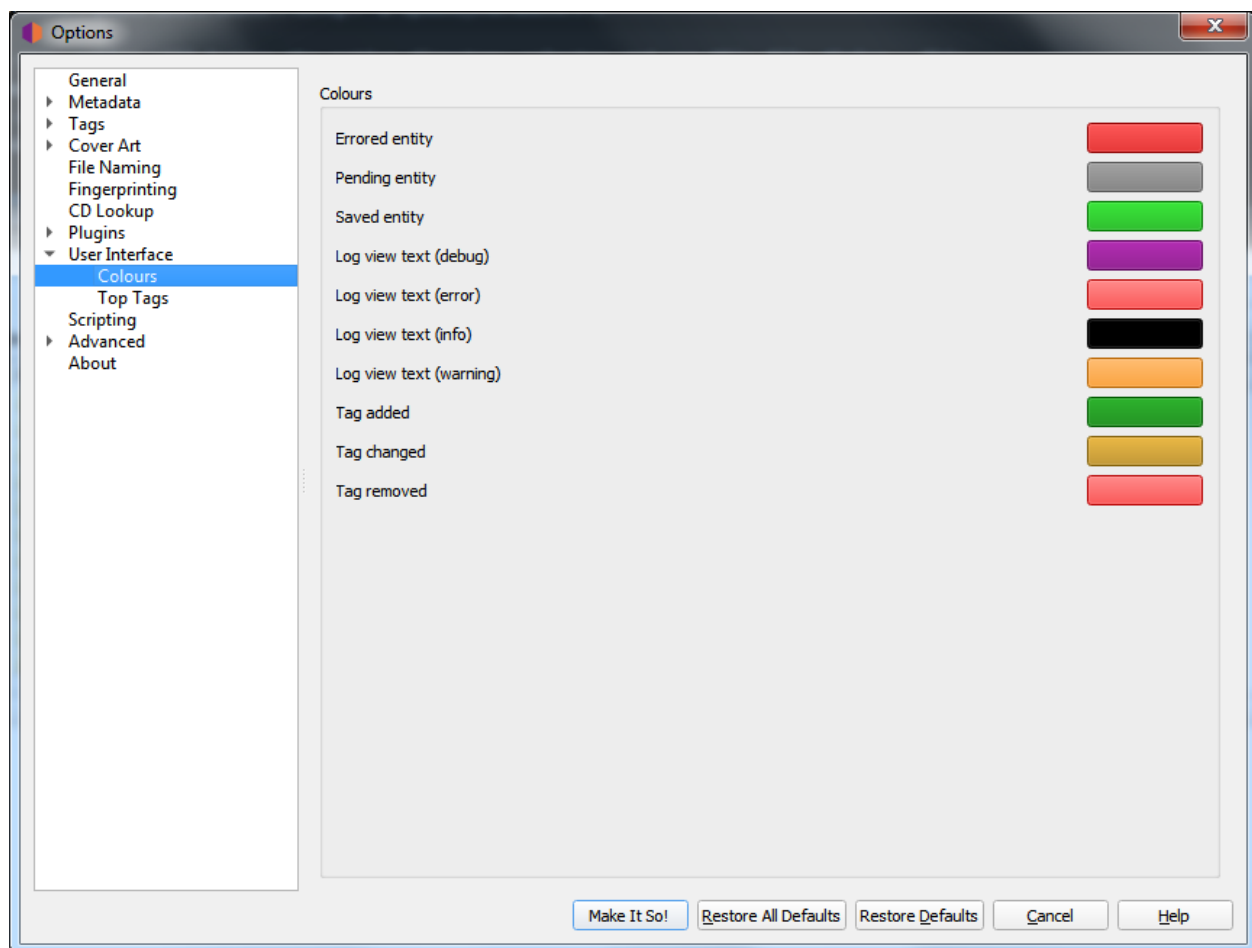 Options
General
Metadata
Tags
Cover Art
File Naming
Fingerprinting
CD Lookup
Plugins
User Interface
Colours
Top Tags
Scripting
Advanced
About
Colours
Errored entity
Pending entity
Saved entity
Log view text (debug)
Log view text (error)
Log view text (info)
Log view text (warning)
Tag added
Tag changed
Tag removed
Make It So! Restore All Defaults Restore Defaults Cancel Help